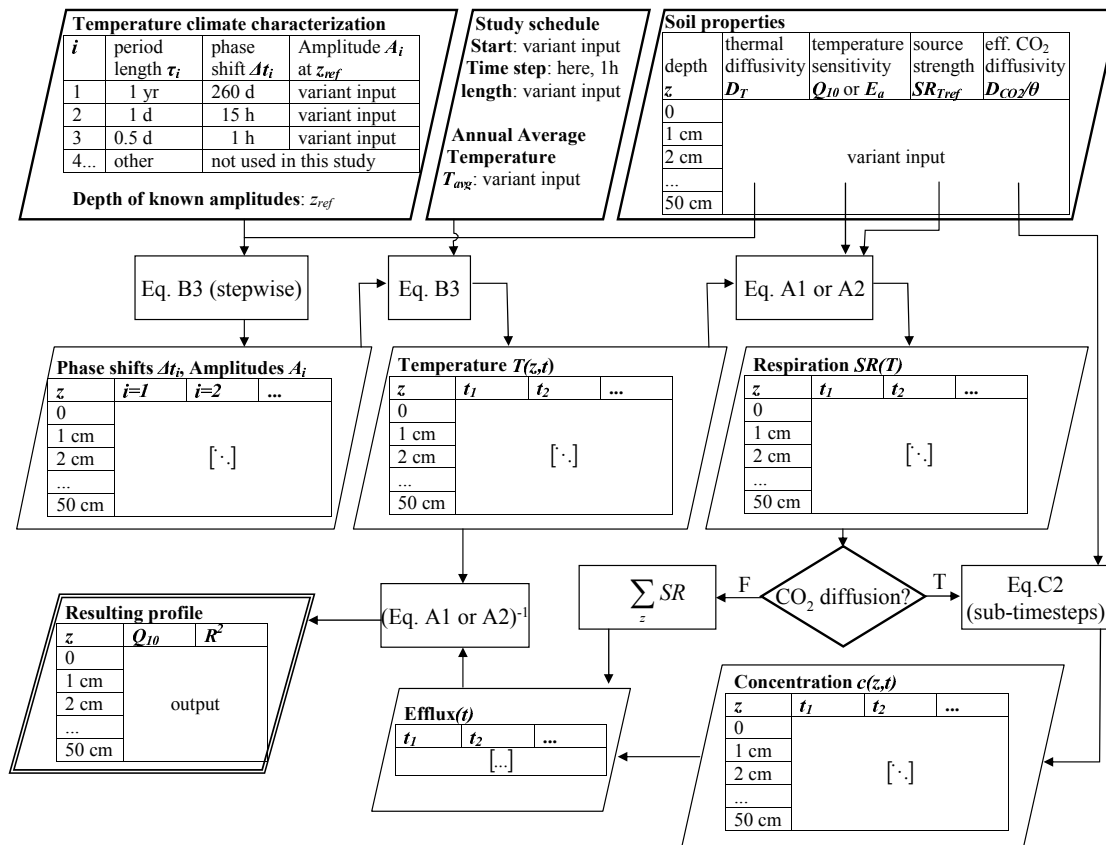 Temperature climate characterization
i period length τi phase shift Δti Amplitude Ai at zref
1 1 yr 260 d variant input
2 1 d 15 h variant input
3 0.5 d 1 h variant input
4... other not used in this study
Depth of known amplitudes: zref
Study schedule
Start: variant input
Time step: here, 1h
length: variant input
Annual Average
Temperature
Tavg: variant input
Soil properties
depth z thermal diffusivity DT temperature sensitivity Q10 or Ea source strength SRTref eff. CO2 diffusivity DCO2/θ
0
1 cm
2 cm
...
50 cm
variant input
Eq. B3 (stepwise)
Eq. B3
Eq. A1 or A2
Phase shifts Δti, Amplitudes Ai
z i=1 i=2 ...
0
1 cm
2 cm
...
50 cm
[⋱]
Temperature T(z,t)
z t1 t2 ...
0
1 cm
2 cm
...
50 cm
[⋱]
Respiration SR(T)
z t1 t2 ...
0
1 cm
2 cm
...
50 cm
[⋱]
CO2 diffusion?
F
T
∑z SR
Eq.C2
(sub-timesteps)
(Eq. A1 or A2)-1
Resulting profile
z Q10 R2
0
1 cm
2 cm
...
50 cm
output
Efflux(t)
t1 t2 ...
[...]
Concentration c(z,t)
z t1 t2 ...
0
1 cm
2 cm
...
50 cm
[⋱]